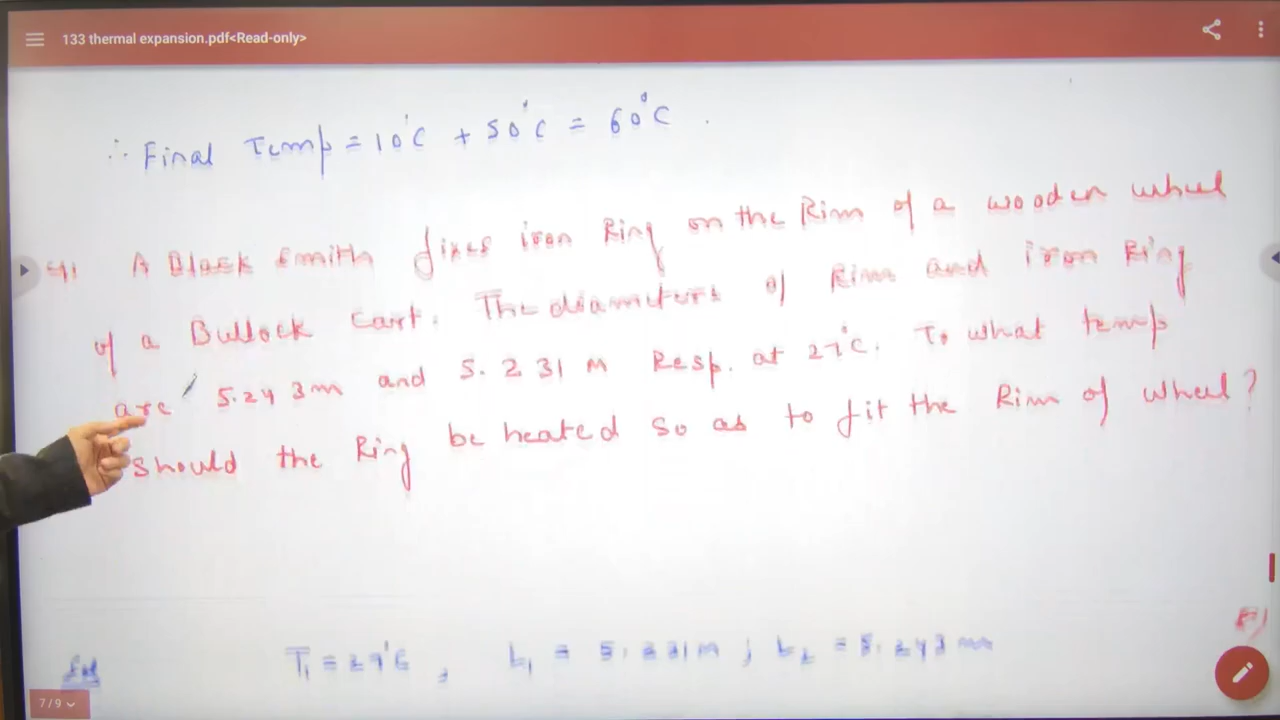 133 thermal expansion.pdf<Read-only>
∴ Final Temp = 10°C + 50°C = 60°C.
A Black Smith fixes iron Ring on the Rim of a wooden wheel
of a Bullock cart. The diameters of Rim and iron Ring
are 5.243m and 5.231 M Resp. at 27°C. To what temp
should the Ring be heated so as to fit the Rim of wheel?
Sol T₁ = 27°C, L₁ = 5.231M ; L₂ = 5.243m
7/9